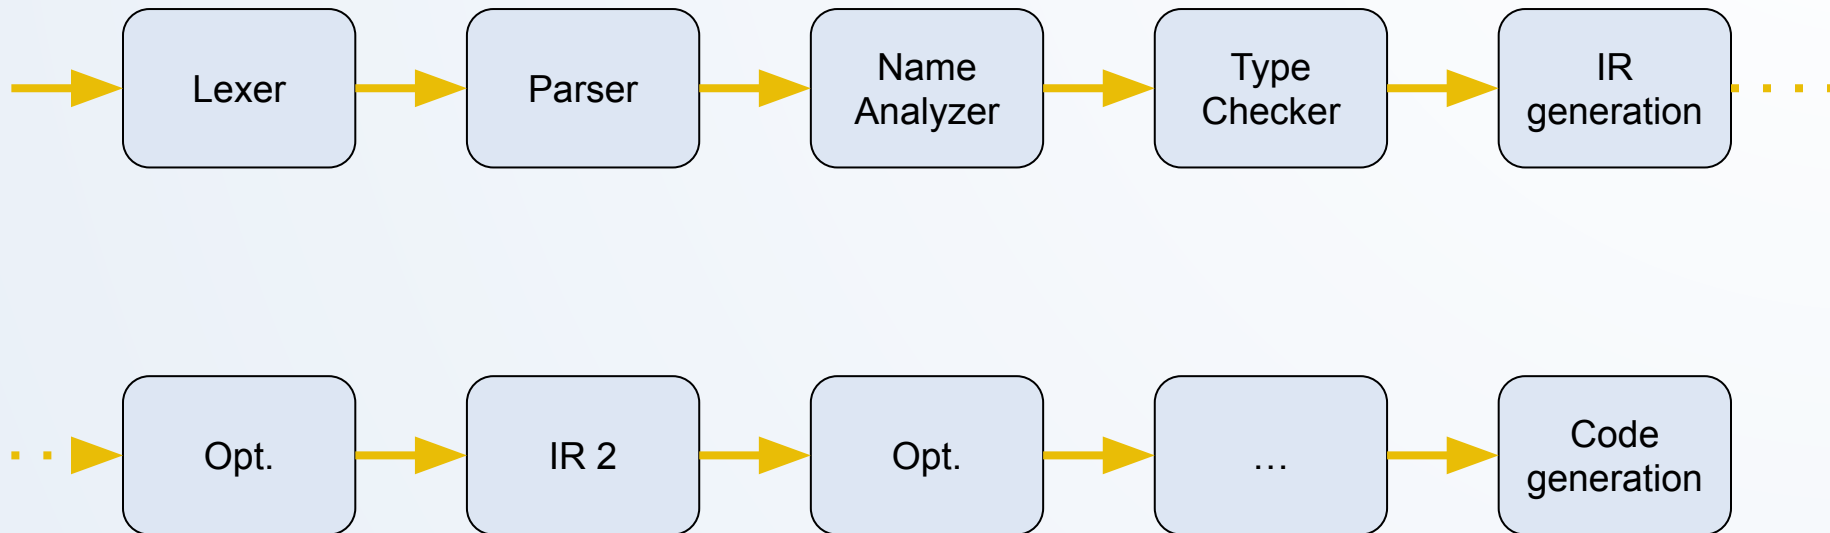 Lexer
Parser
Name
Analyzer
Type
Checker
IR
generation
Opt.
IR 2
Opt.
…
Code
generation